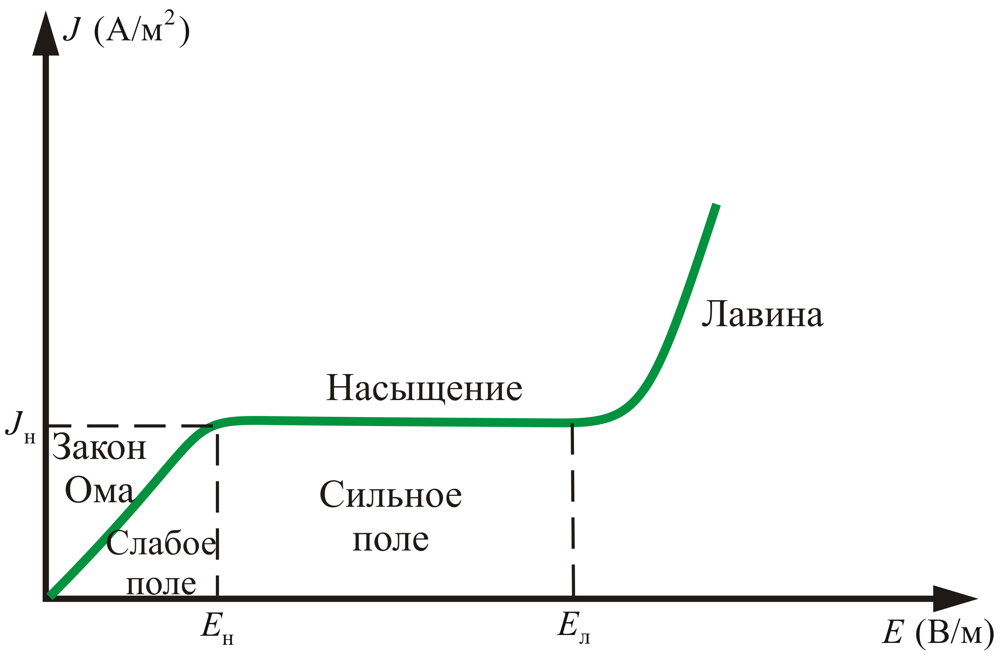 J (А/м²)
Лавина
Насыщение
Jн
Закон
Ома
Сильное
поле
Слабое
поле
Eн
Eл
E (В/м)